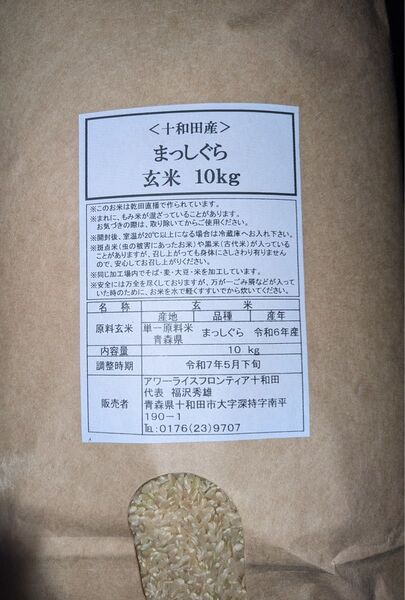 ＜十和田産＞
まっしぐら
玄米 10kg
※このお米は乾田直播で作られています。
※まれに、もみ米が混ざっていることがあります。
お気づきの際は、取り除いてからご使用ください。
※開封後、室温が20℃以上になる場合は冷蔵庫へお入れ下さい。
※斑点米（虫の被害にあったお米）や黒米（古代米）が入っている
ことがありますが、召し上がっても身体にさしさわり有りません
ので、安心してお召し上がりください。
※同じ加工場内でそば・麦・大豆・米を加工しています。
※安全には万全を尽くしておりますが、万が一ごみ屑などが入って
いた時のために、お米を水で軽くすすいでから炊いてください。
名 称 玄 米
原料玄米 産地 品種 産年
単一原料米
青森県 まっしぐら 令和6年産
内容量 10 kg
調整時期 令和7年5月下旬
販売者 アワーライスフロンティア十和田
代表 福沢秀雄
青森県十和田市大字深持字南平
190－1
℡：0176(23)9707